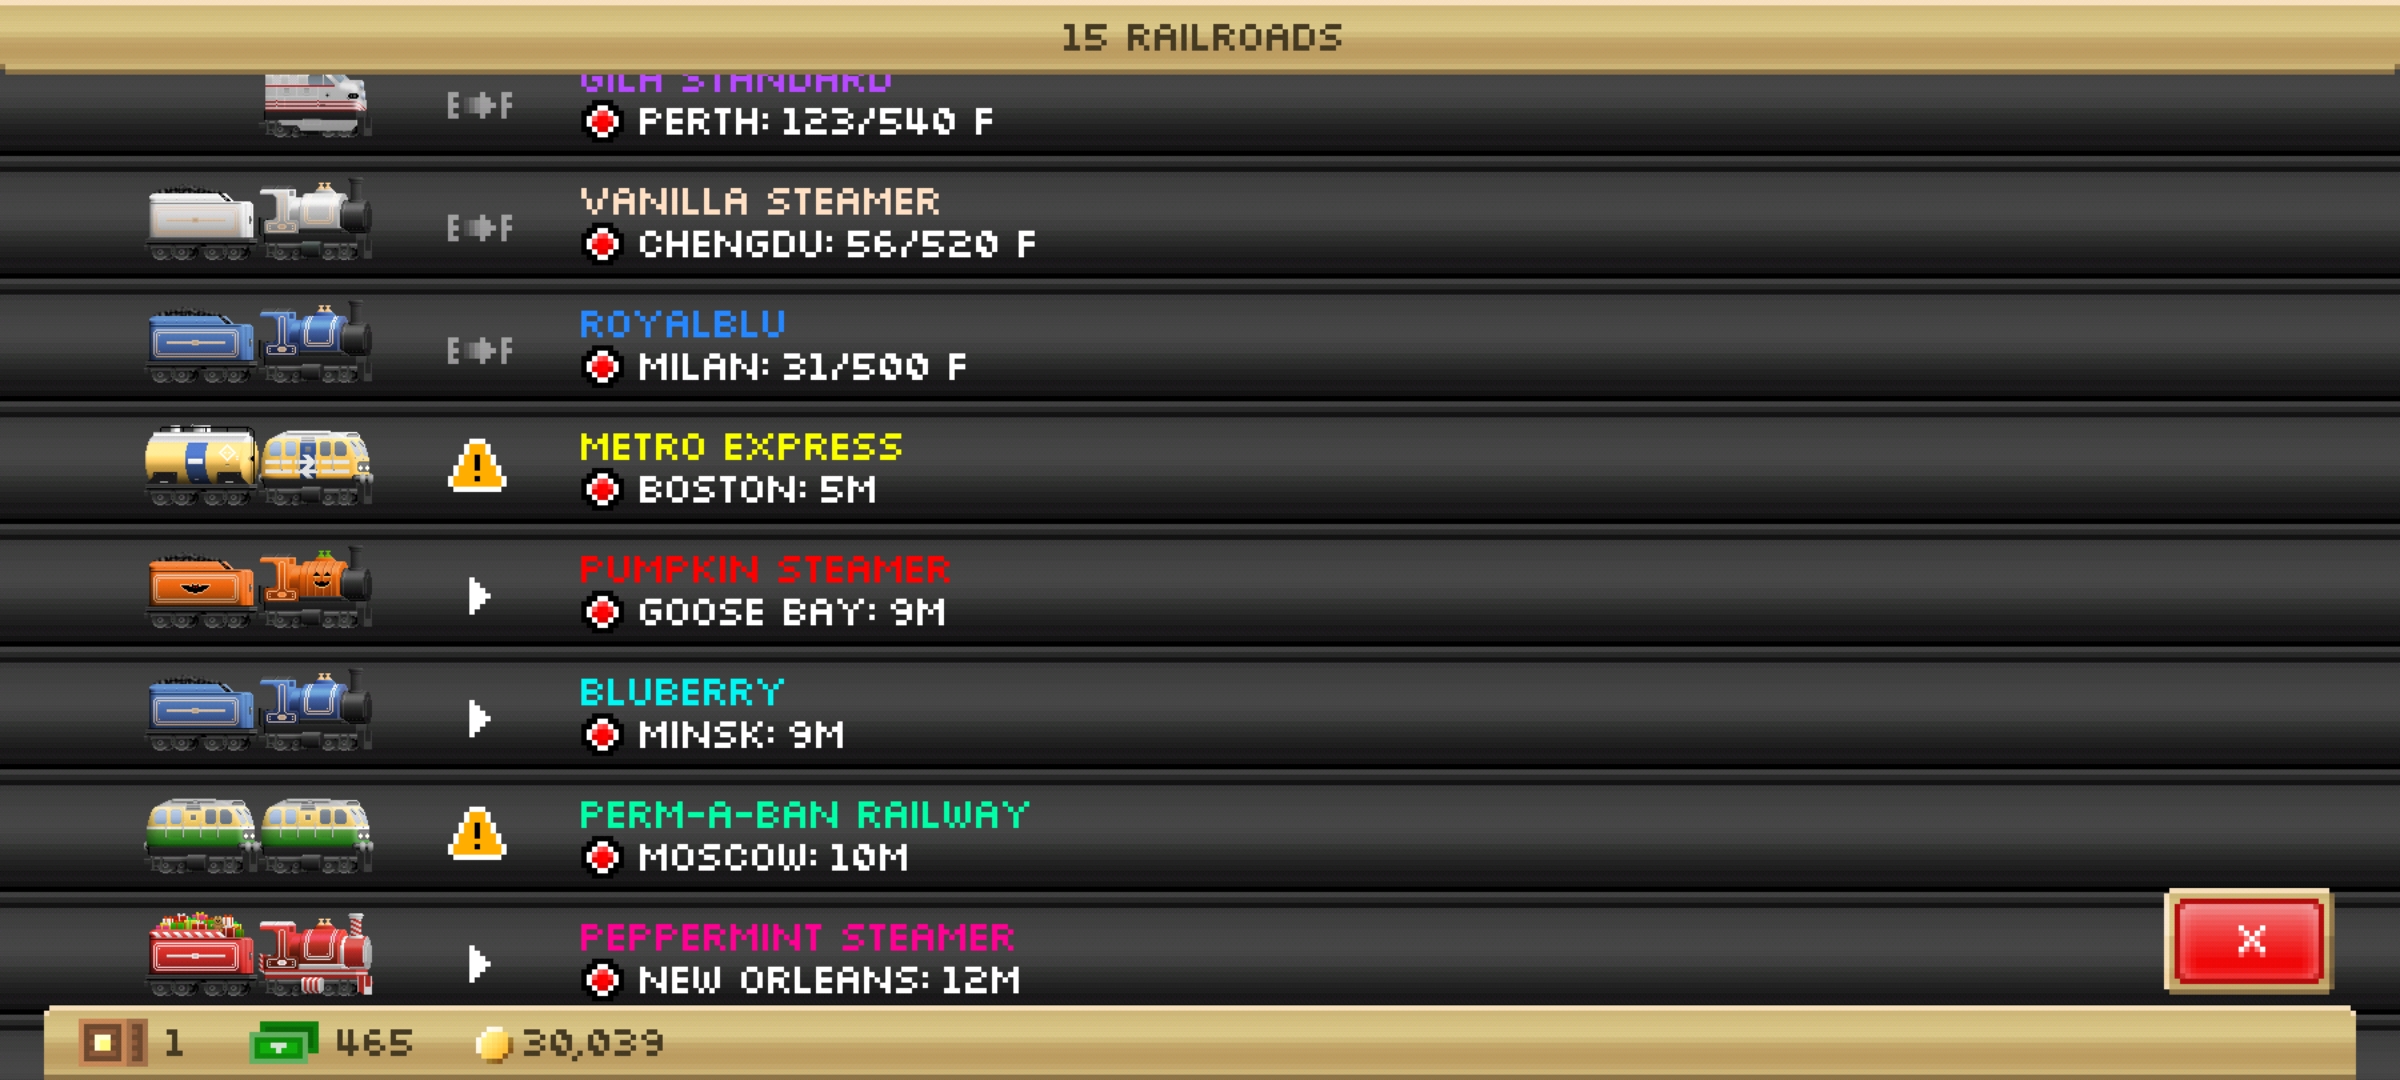 15 RAILROADS
GILA STANDARD
E F
PERTH: 123/540 F
VANILLA STEAMER
E F
CHENGDU: 56/520 F
ROYALBLU
E F
MILAN: 31/500 F
METRO EXPRESS
BOSTON: 5M
PUMPKIN STEAMER
GOOSE BAY: 9M
BLUBERRY
MINSK: 9M
PERM-A-BAN RAILWAY
MOSCOW: 10M
PEPPERMINT STEAMER
NEW ORLEANS: 12M
X
1 465 30,039